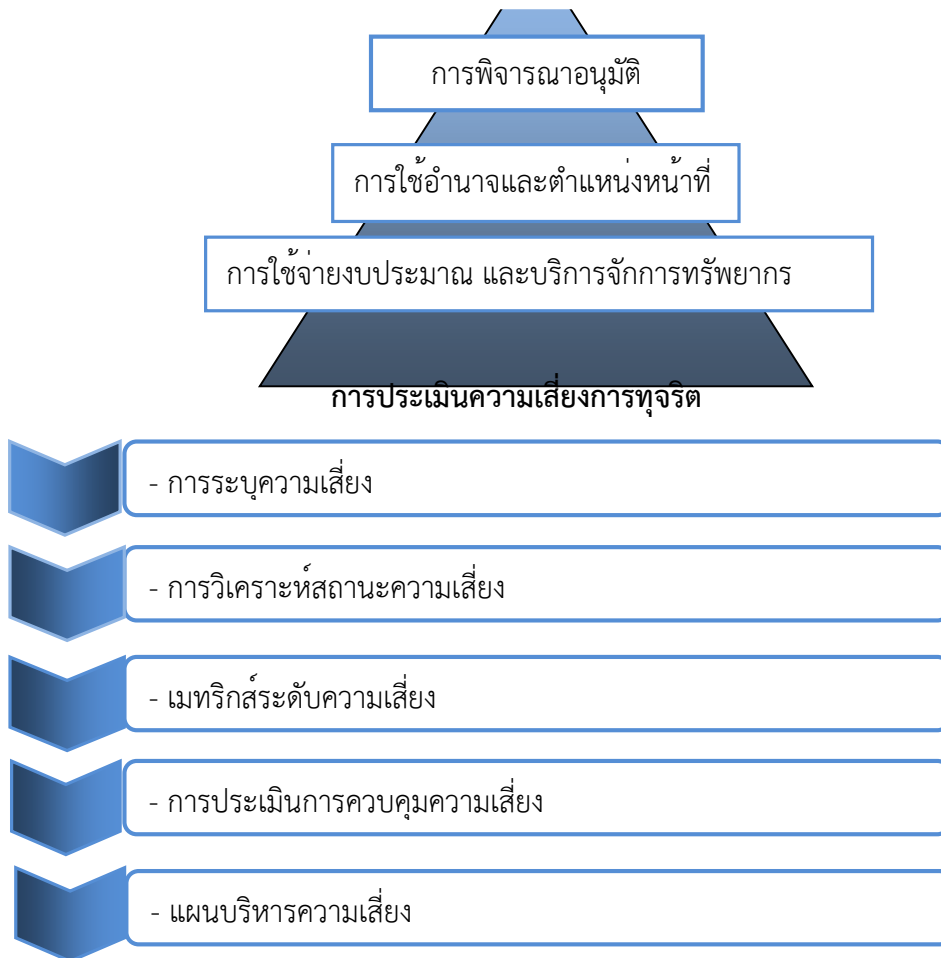 การพิจารณาอนุมัติ
การใช้อำนาจและตำแหน่งหน้าที่
การใช้จ่ายงบประมาณ และบริการจักการทรัพยากร
การประเมินความเสี่ยงการทุจริต
- การระบุความเสี่ยง
- การวิเคราะห์สถานะความเสี่ยง
- เมทริกส์ระดับความเสี่ยง
- การประเมินการควบคุมความเสี่ยง
- แผนบริหารความเสี่ยง